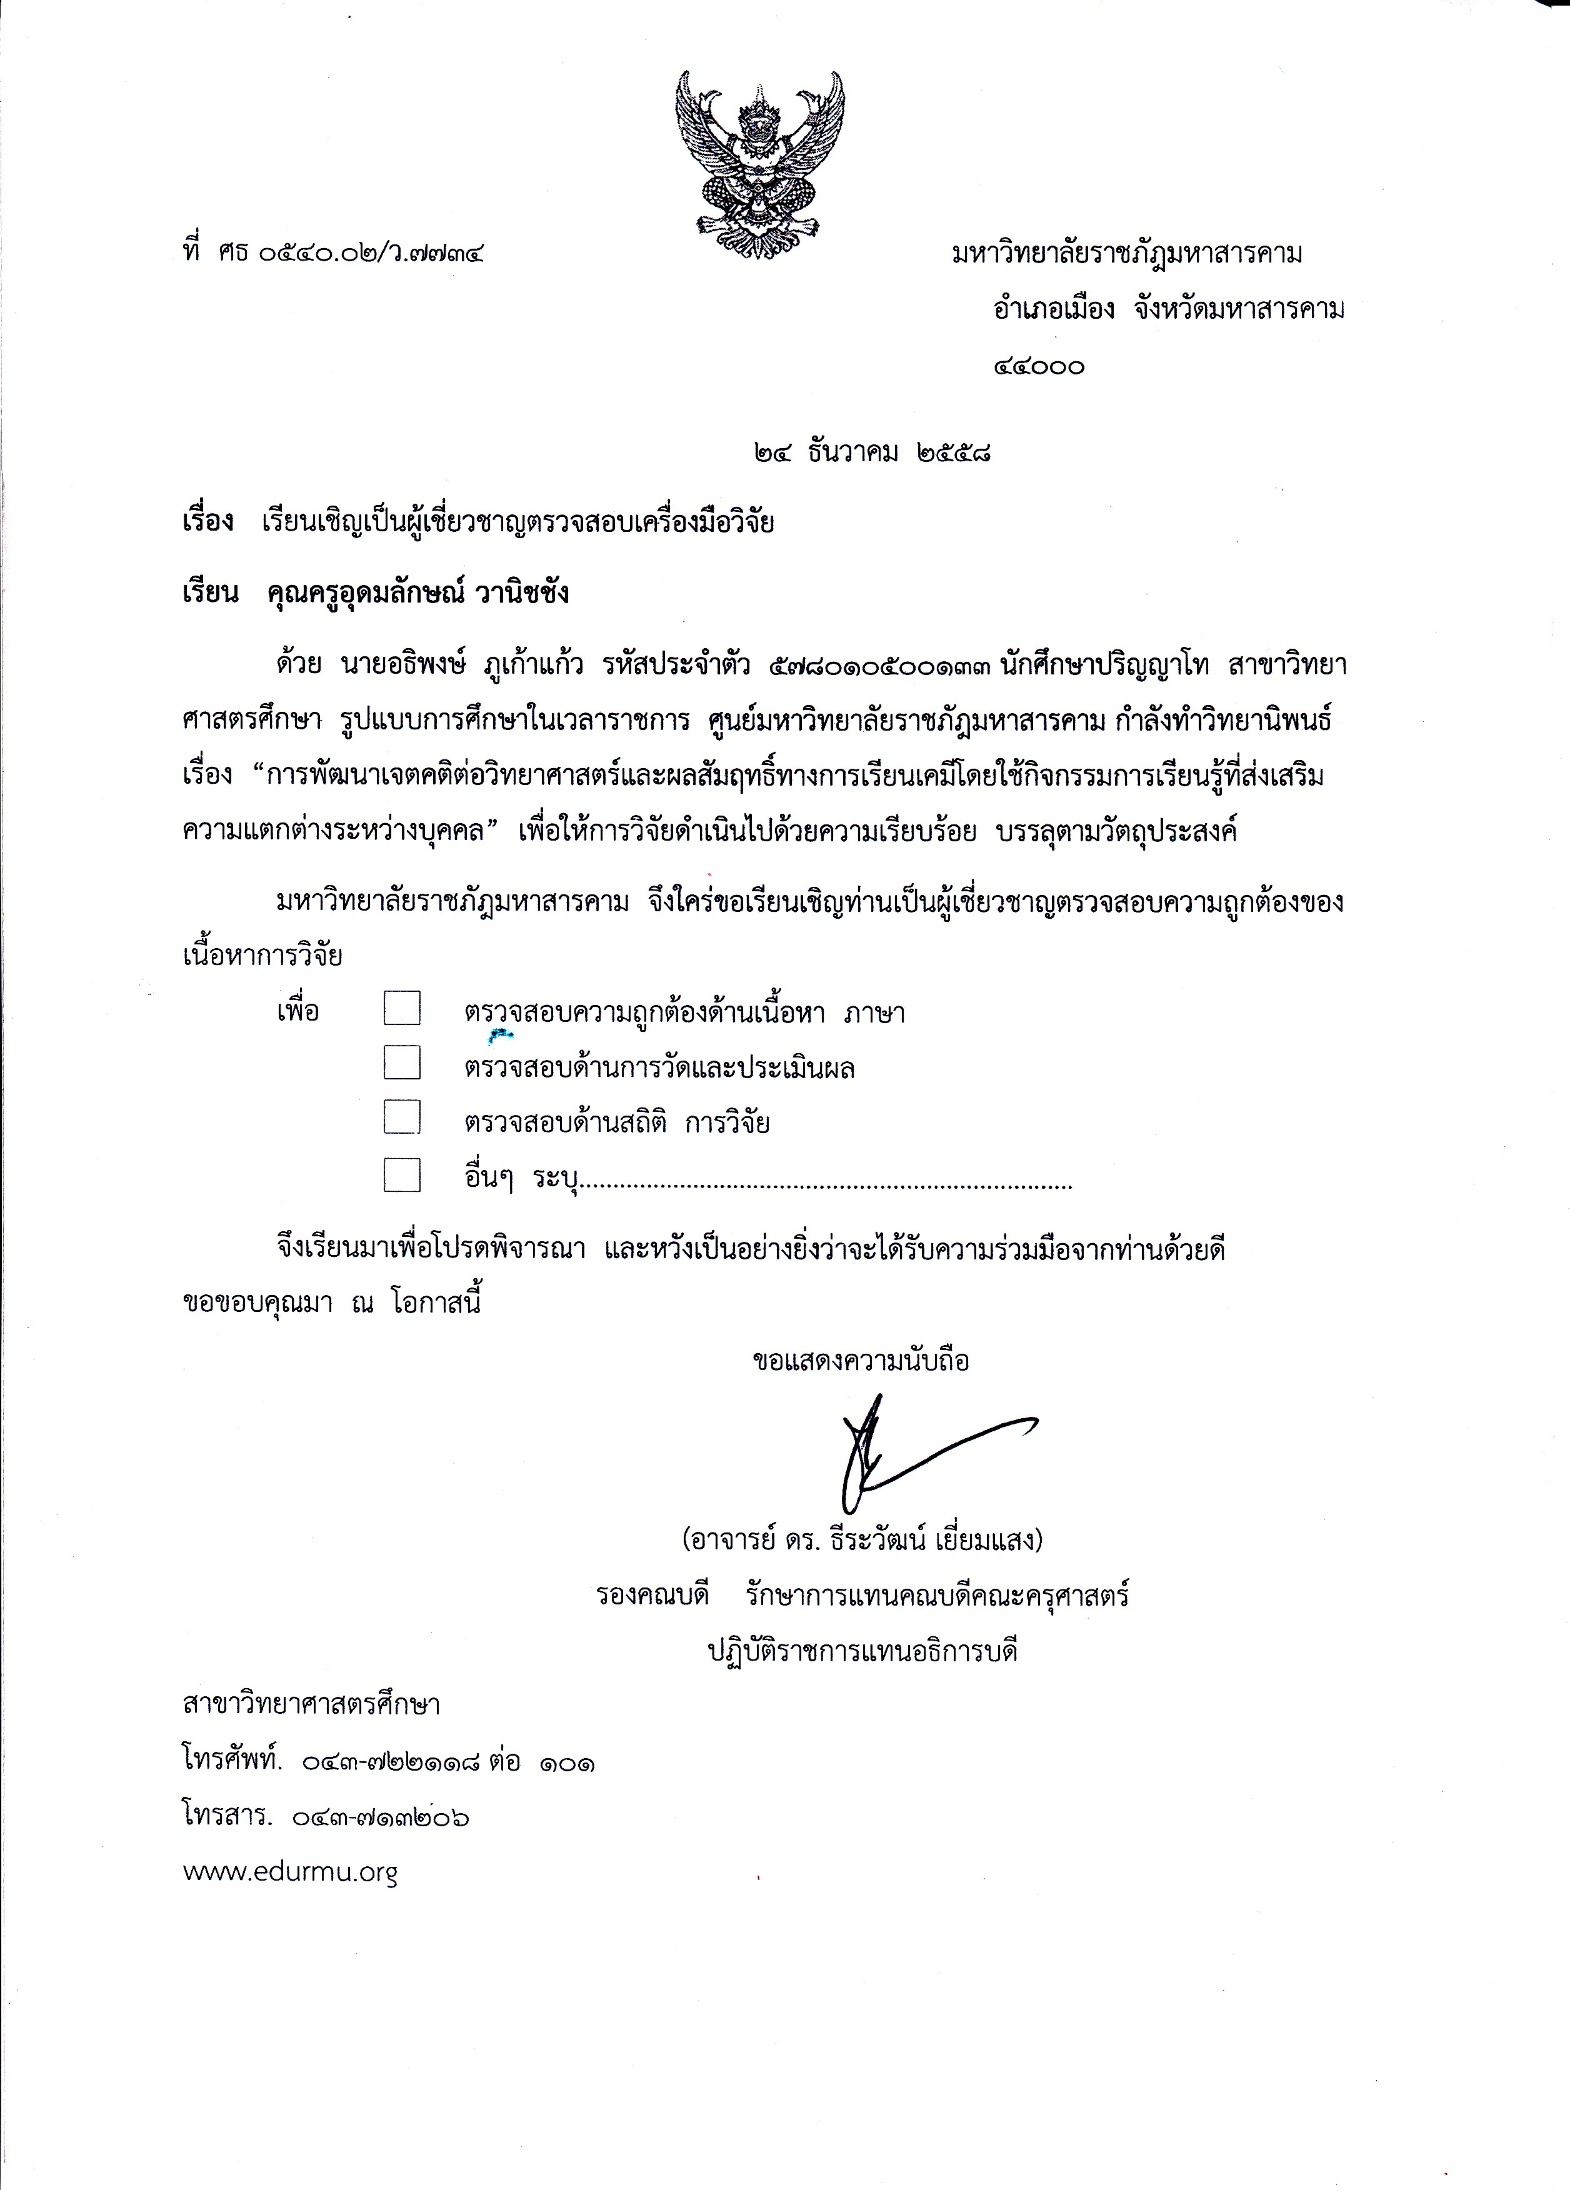 ที่ ศธ ๐๕๔๐.๐๒/ว.๗๗๓๔
มหาวิทยาลัยราชภัฏมหาสารคาม
อำเภอเมือง จังหวัดมหาสารคาม
๔๔๐๐๐
๒๔ ธันวาคม ๒๕๕๘
เรื่อง เรียนเชิญเป็นผู้เชี่ยวชาญตรวจสอบเครื่องมือวิจัย
เรียน คุณครูอุดมลักษณ์ วานิชชัง
ด้วย นายอธิพงษ์ ภูเก้าแก้ว รหัสประจำตัว ๕๗๘๐๑๐๕๐๐๑๓๓ นักศึกษาปริญญาโท สาขาวิทยา
ศาสตรศึกษา รูปแบบการศึกษาในเวลาราชการ ศูนย์มหาวิทยาลัยราชภัฏมหาสารคาม กำลังทำวิทยานิพนธ์
เรื่อง “การพัฒนาเจตคติต่อวิทยาศาสตร์และผลสัมฤทธิ์ทางการเรียนเคมีโดยใช้กิจกรรมการเรียนรู้ที่ส่งเสริม
ความแตกต่างระหว่างบุคคล” เพื่อให้การวิจัยดำเนินไปด้วยความเรียบร้อย บรรลุตามวัตถุประสงค์
มหาวิทยาลัยราชภัฏมหาสารคาม จึงใคร่ขอเรียนเชิญท่านเป็นผู้เชี่ยวชาญตรวจสอบความถูกต้องของ
เนื้อหาการวิจัย
เพื่อ ตรวจสอบความถูกต้องด้านเนื้อหา ภาษา
ตรวจสอบด้านการวัดและประเมินผล
ตรวจสอบด้านสถิติ การวิจัย
อื่นๆ ระบุ..........................................................................
จึงเรียนมาเพื่อโปรดพิจารณา และหวังเป็นอย่างยิ่งว่าจะได้รับความร่วมมือจากท่านด้วยดี
ขอขอบคุณมา ณ โอกาสนี้
ขอแสดงความนับถือ
(อาจารย์ ดร. ธีระวัฒน์ เยี่ยมแสง)
รองคณบดี รักษาการแทนคณบดีคณะครุศาสตร์
ปฏิบัติราชการแทนอธิการบดี
สาขาวิทยาศาสตรศึกษา
โทรศัพท์. ๐๔๓-๗๒๒๑๑๘ ต่อ ๑๐๑
โทรสาร. ๐๔๓-๗๑๓๒๐๖
www.edurmu.org